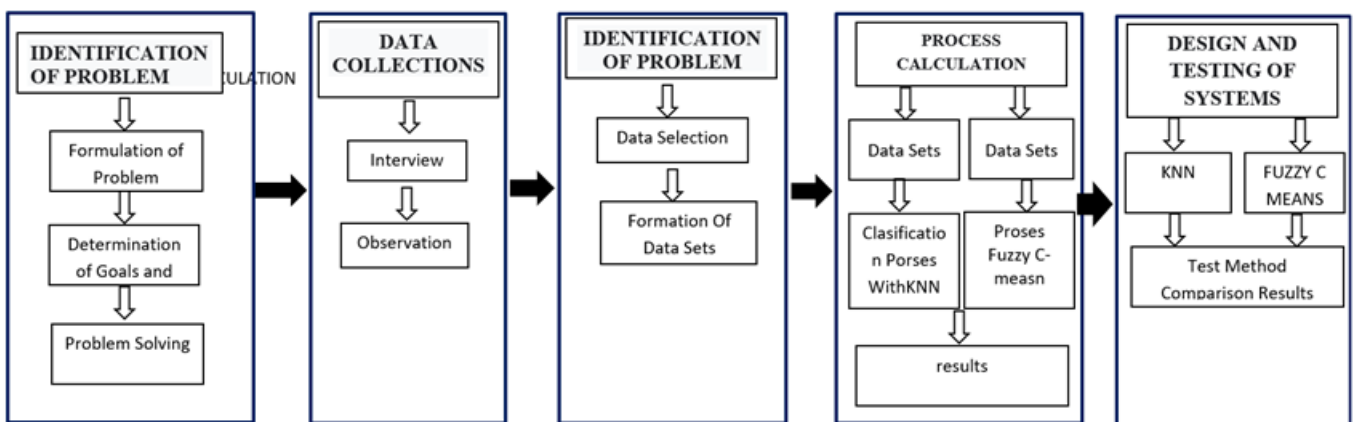 IDENTIFICATION
OF PROBLEM
CULATION
Formulation of
Problem
Determination
of Goals and
Problem Solving
DATA
COLLECTIONS
Interview
Observation
IDENTIFICATION
OF PROBLEM
Data Selection
Formation Of
Data Sets
PROCESS
CALCULATION
Data Sets
Data Sets
Clasificatio
n Porses
WithKNN
Proses
Fuzzy C-
measn
results
DESIGN AND
TESTING OF
SYSTEMS
KNN
FUZZY C
MEANS
Test Method
Comparison Results